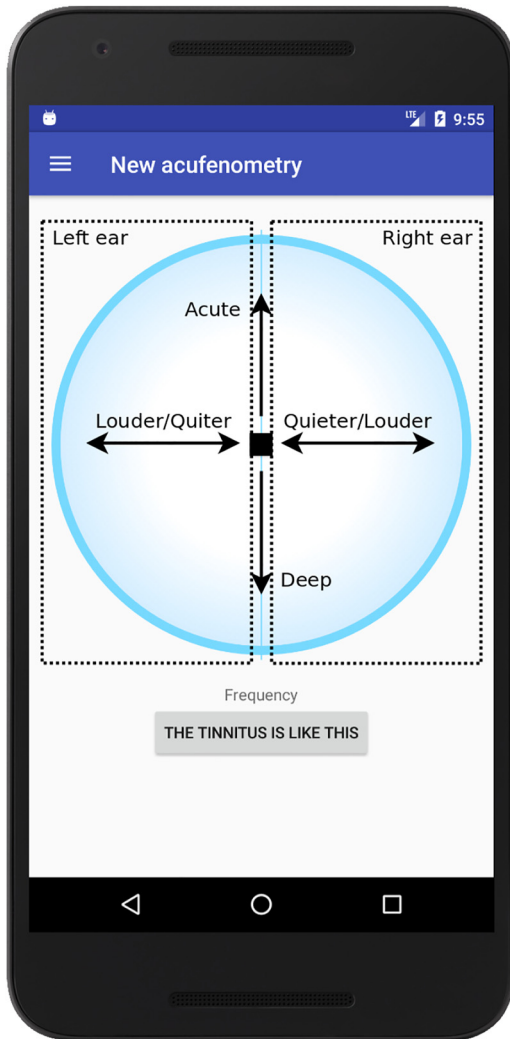 LTE 9:55
New acufenometry
Left ear Right ear
Acute
Louder/Quiter Quieter/Louder
Deep
Frequency
THE TINNITUS IS LIKE THIS